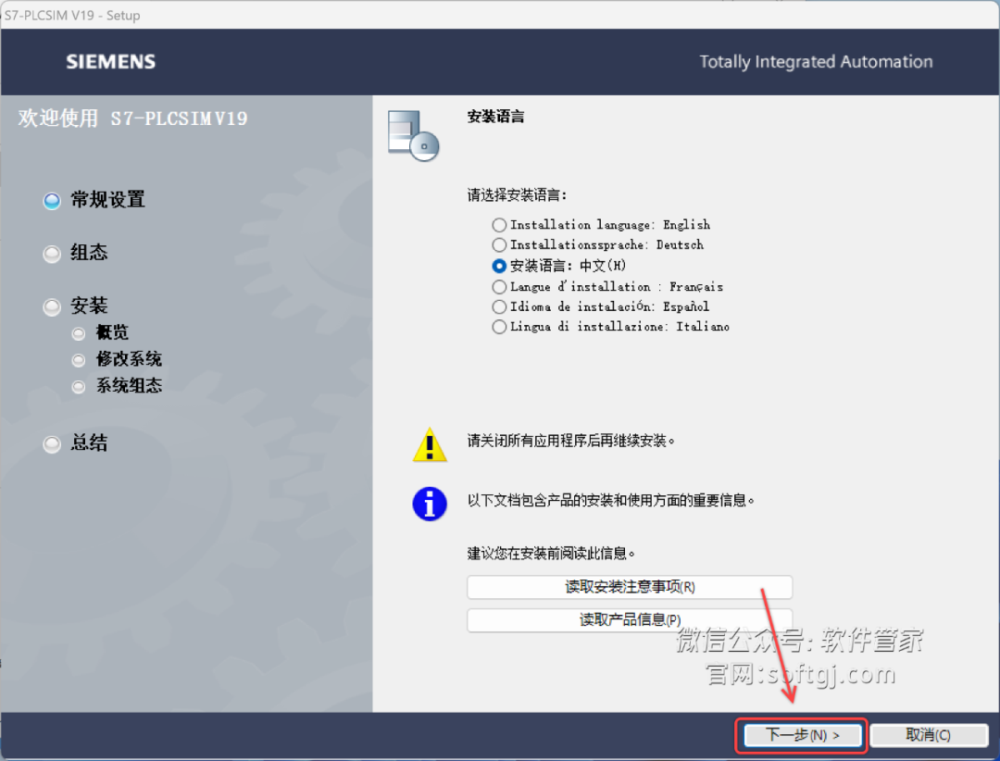 S7-PLCSIM V19 - Setup
SIEMENS
Totally Integrated Automation
欢迎使用 S7-PLCSIM V19
常规设置
组态
安装
概览
修改系统
系统组态
总结
安装语言
请选择安装语言:
Installation language: English
Installationssprache: Deutsch
安装语言: 中文(H)
Langue d'installation : Français
Idioma de instalación: Español
Lingua di installazione: Italiano
请关闭所有应用程序后再继续安装。
以下文档包含产品的安装和使用方面的重要信息。
建议您在安装前阅读此信息。
读取安装注意事项(R)
读取产品信息(P)
微信公众号: 软件管家
官网:softgj.com
下一步(N) >
取消(C)